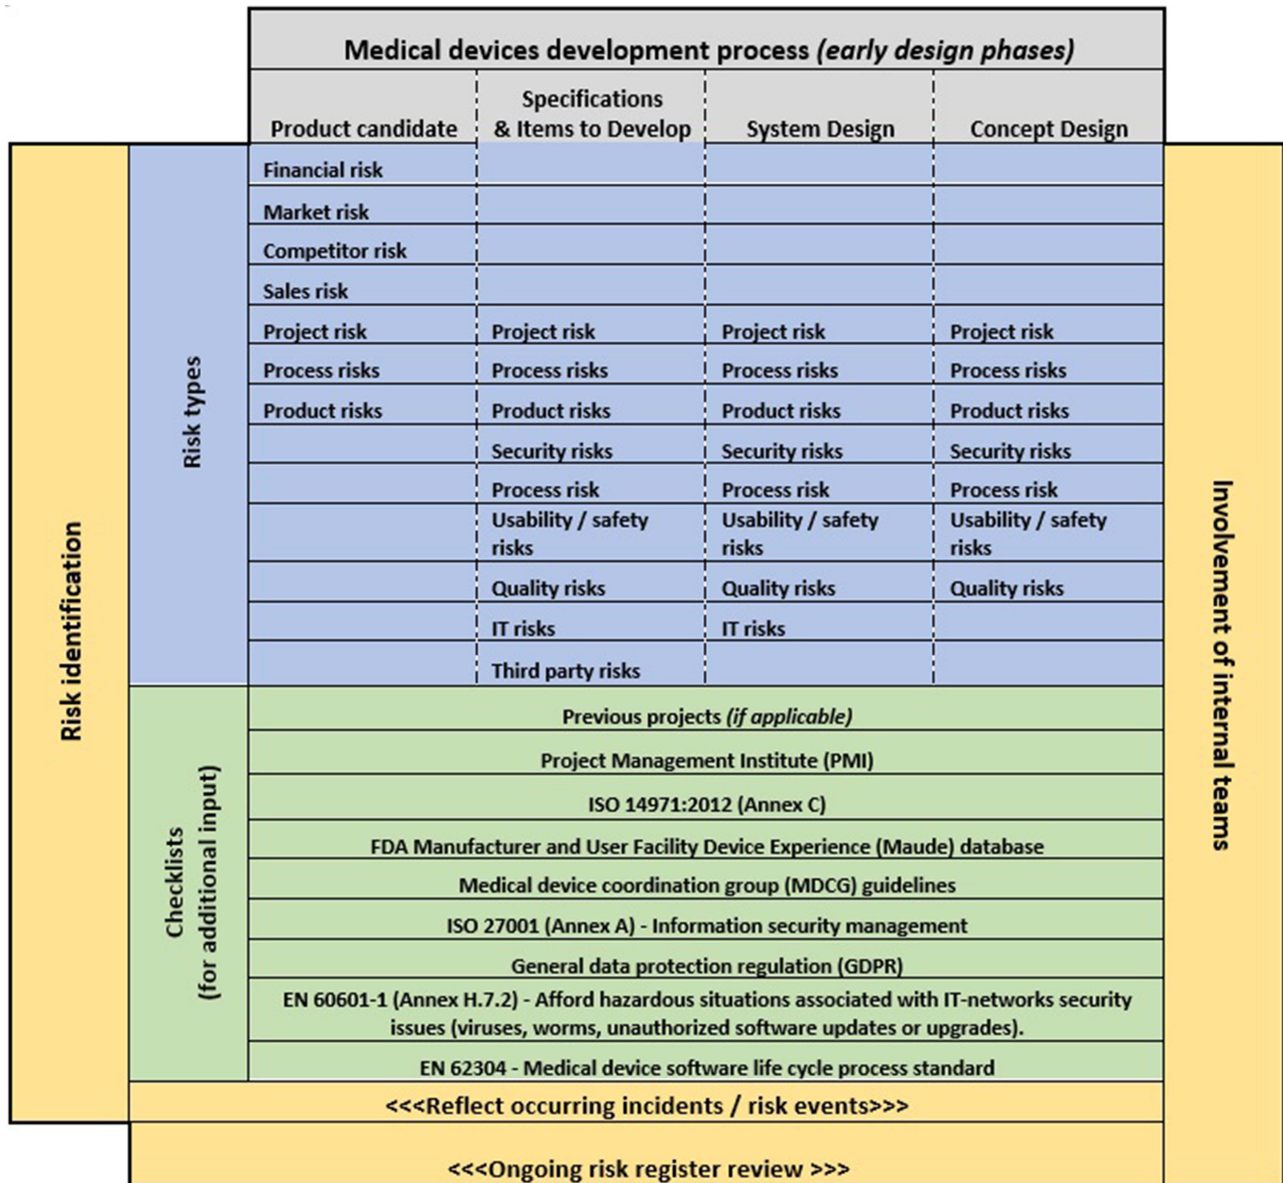 Medical devices development process (early design phases)
Product candidate
Specifications
& Items to Develop
System Design
Concept Design
Risk identification
Risk types
Financial risk
Market risk
Competitor risk
Sales risk
Project risk Project risk Project risk Project risk
Process risks Process risks Process risks Process risks
Product risks Product risks Product risks Product risks
Security risks Security risks Security risks
Process risk Process risk Process risk
Usability / safety Usability / safety Usability / safety
risks risks risks
Quality risks Quality risks Quality risks
IT risks IT risks
Third party risks
Checklists
(for additional input)
Previous projects (if applicable)
Project Management Institute (PMI)
ISO 14971:2012 (Annex C)
FDA Manufacturer and User Facility Device Experience (Maude) database
Medical device coordination group (MDCG) guidelines
ISO 27001 (Annex A) - Information security management
General data protection regulation (GDPR)
EN 60601-1 (Annex H.7.2) - Afford hazardous situations associated with IT-networks security
issues (viruses, worms, unauthorized software updates or upgrades).
EN 62304 - Medical device software life cycle process standard
<<<Reflect occurring incidents / risk events>>>
<<<Ongoing risk register review >>>
Involvement of internal teams